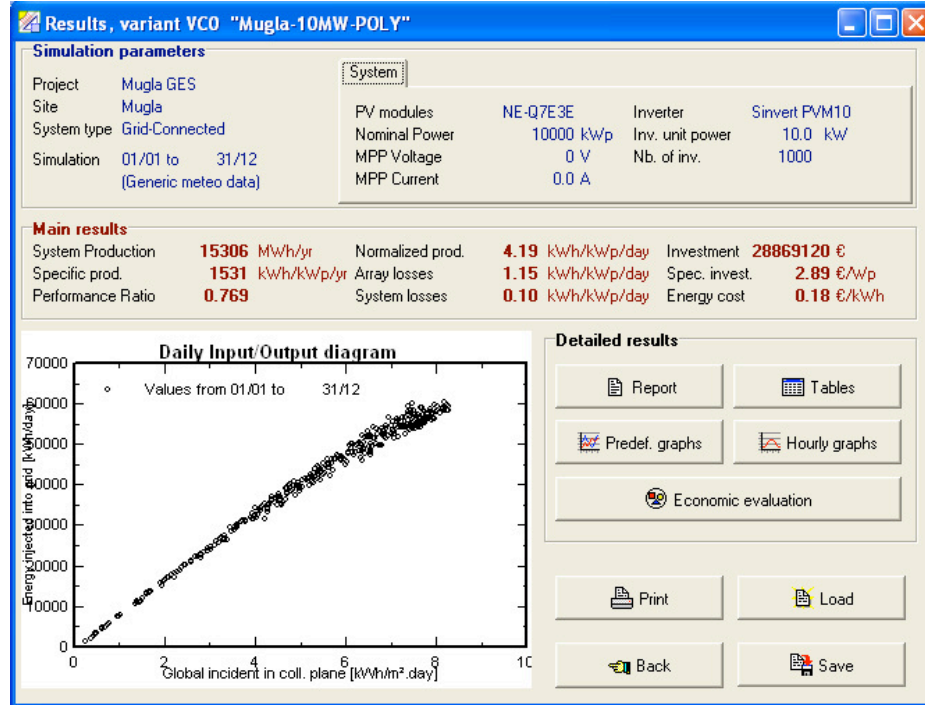 Results, variant VC0 "Mugla-10MW-POLY"
Simulation parameters
Project Mugla GES
Site Mugla
System type Grid-Connected
Simulation 01/01 to 31/12
(Generic meteo data)
System
PV modules NE-Q7E3E Inverter Sinvert PVM10
Nominal Power 10000 kWp Inv. unit power 10.0 kW
MPP Voltage 0 V Nb. of inv. 1000
MPP Current 0.0 A
Main results
System Production 15306 MWh/yr Normalized prod. 4.19 kWh/kWp/day Investment 28869120 €
Specific prod. 1531 kWh/kWp/yr Array losses 1.15 kWh/kWp/day Spec. invest. 2.89 €/Wp
Performance Ratio 0.769 System losses 0.10 kWh/kWp/day Energy cost 0.18 €/kWh
Daily Input/Output diagram
Values from 01/01 to 31/12
Energy injected into grid [kWh/day]
70000
60000
50000
40000
30000
20000
10000
0
0 2 4 6 8 10
Global incident in coll. plane [kWh/m².day]
Detailed results
Report Tables
Predef. graphs Hourly graphs
Economic evaluation
Print Load
Back Save